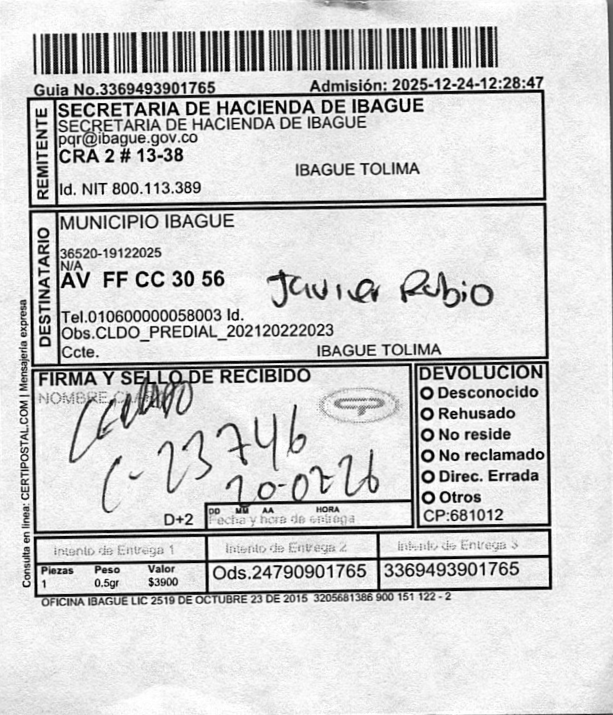 Guia No.3369493901765 Admisión: 2025-12-24-12:28:47
REMITENTE
SECRETARIA DE HACIENDA DE IBAGUE
SECRETARIA DE HACIENDA DE IBAGUE
pqr@ibague.gov.co
CRA 2 # 13-38
IBAGUE TOLIMA
Id. NIT 800.113.389
DESTINATARIO
MUNICIPIO IBAGUE
36520-19122025
N/A
AV FF CC 30 56
Javier Rubio
Tel.010600000058003 Id.
Obs.CLDO_PREDIAL_202120222023
Ccte. IBAGUE TOLIMA
Consulta en linea: CERTIPOSTAL.COM | Mensajería expresa
FIRMA Y SELLO DE RECIBIDO
NOMBRE CLARO
CERRADO
C-23746
20-02-26
D+2
DD MM AA HORA
Fecha y hora de entrega
DEVOLUCION
Desconocido
Rehusado
No reside
No reclamado
Direc. Errada
Otros
CP:681012
Intento de Entrega 1 Intento de Entrega 2 Intento de Entrega 3
Piezas Peso Valor
1 0.5gr $3900
Ods.24790901765 3369493901765
OFICINA IBAGUE LIC 2519 DE OCTUBRE 23 DE 2015 3205681386 900 151 122 - 2